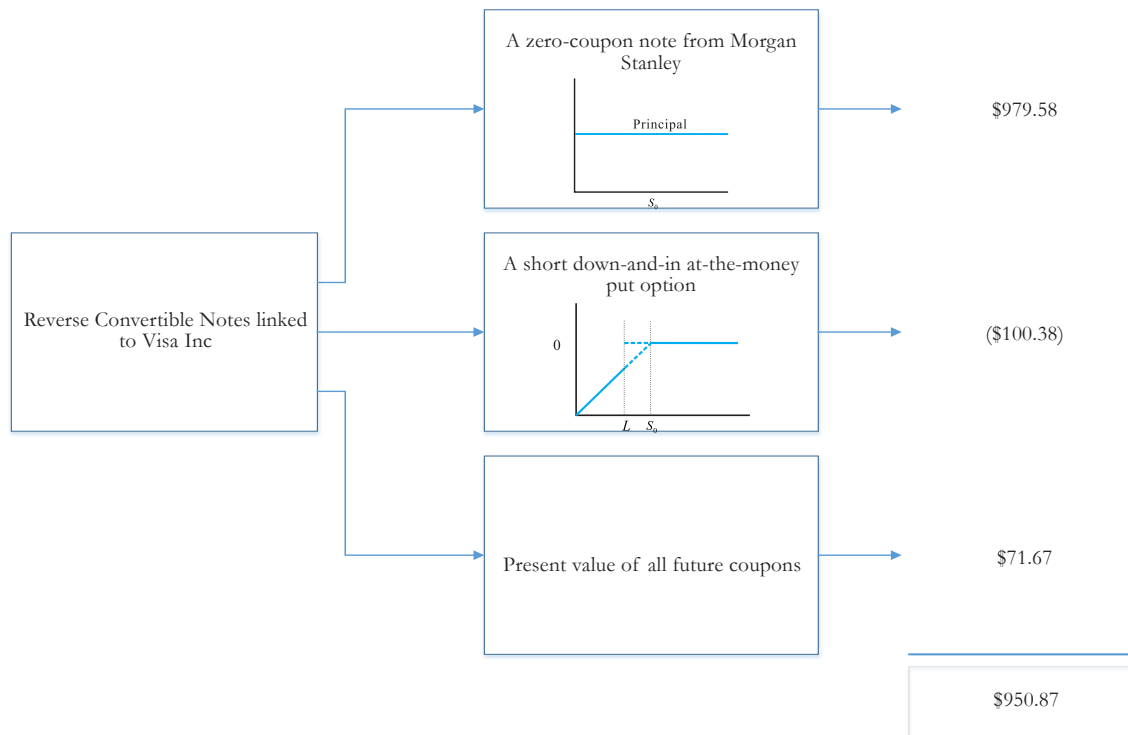 A zero-coupon note from Morgan
Stanley
Principal
S₀
$979.58
Reverse Convertible Notes linked
to Visa Inc
A short down-and-in at-the-money
put option
0
L S₀
($100.38)
Present value of all future coupons
$71.67
$950.87